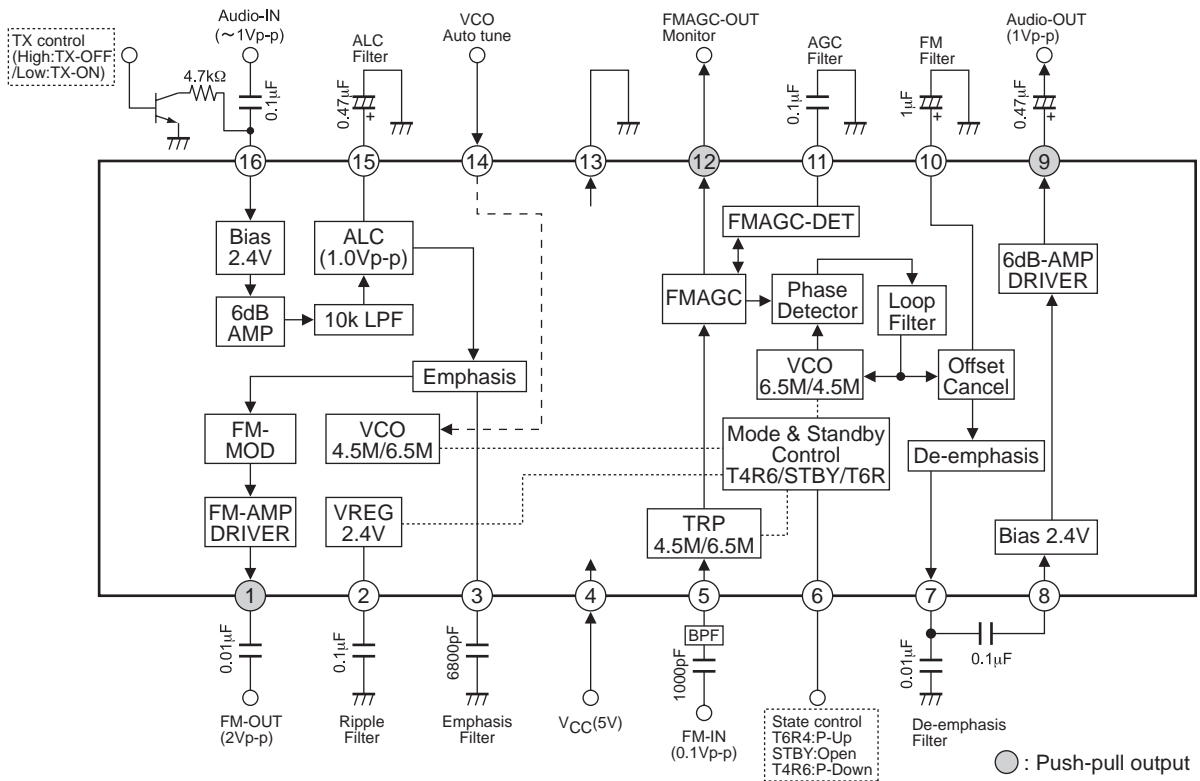 TX control
(High:TX-OFF
/Low:TX-ON)
4.7kΩ
Audio-IN
(～1Vp-p)
0.1μF
ALC
Filter
0.47μF
+
VCO
Auto tune
FMAGC-OUT
Monitor
AGC
Filter
0.1μF
FM
Filter
1μF
+
Audio-OUT
(1Vp-p)
0.47μF
+
16
15
14
13
12
11
10
9
Bias
2.4V
ALC
(1.0Vp-p)
FMAGC-DET
6dB-AMP
DRIVER
6dB
AMP
10k LPF
FMAGC
Phase
Detector
Loop
Filter
Emphasis
VCO
6.5M/4.5M
Offset
Cancel
FM-
MOD
VCO
4.5M/6.5M
Mode & Standby
Control
T4R6/STBY/T6R
De-emphasis
FM-AMP
DRIVER
VREG
2.4V
TRP
4.5M/6.5M
Bias 2.4V
1
2
3
4
5
6
7
8
0.01μF
0.1μF
6800pF
BPF
1000pF
0.01μF
0.1μF
FM-OUT
(2Vp-p)
Ripple
Filter
Emphasis
Filter
VCC(5V)
FM-IN
(0.1Vp-p)
State control
T6R4:P-Up
STBY:Open
T4R6:P-Down
De-emphasis
Filter
: Push-pull output